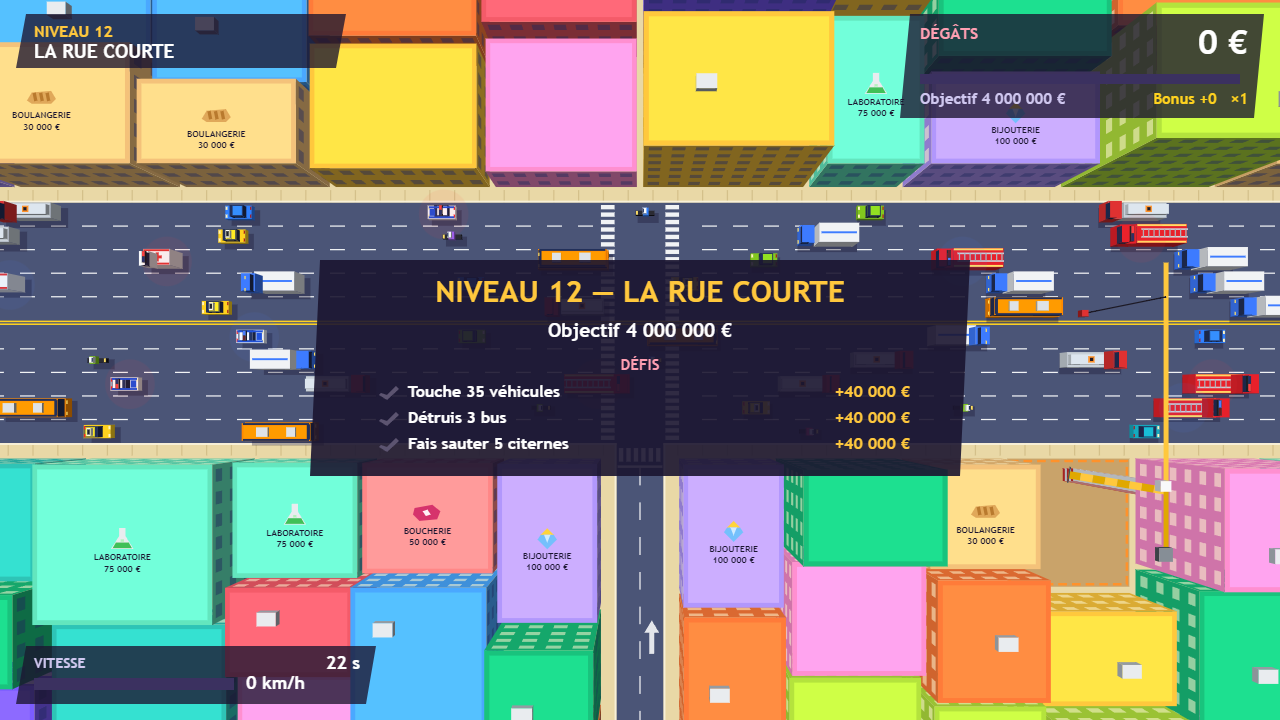 NIVEAU 12
LA RUE COURTE
DÉGÂTS
0 €
Objectif 4 000 000 €
Bonus +0 ×1
BOULANGERIE
30 000 €
BOULANGERIE
30 000 €
LABORATOIRE
75 000 €
BIJOUTERIE
100 000 €
NIVEAU 12 — LA RUE COURTE
Objectif 4 000 000 €
DÉFIS
Touche 35 véhicules +40 000 €
Détruis 3 bus +40 000 €
Fais sauter 5 citernes +40 000 €
LABORATOIRE
75 000 €
LABORATOIRE
75 000 €
BOUCHERIE
50 000 €
BIJOUTERIE
100 000 €
BIJOUTERIE
100 000 €
BOULANGERIE
30 000 €
VITESSE
22 s
0 km/h